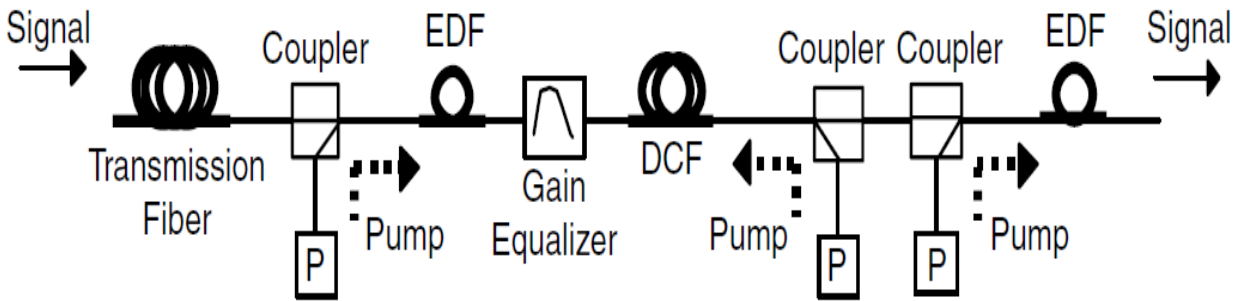 Signal
Coupler
EDF
Coupler
Coupler
EDF
Signal
Transmission
Fiber
Pump
Gain
Equalizer
DCF
Pump
Pump
P
P
P